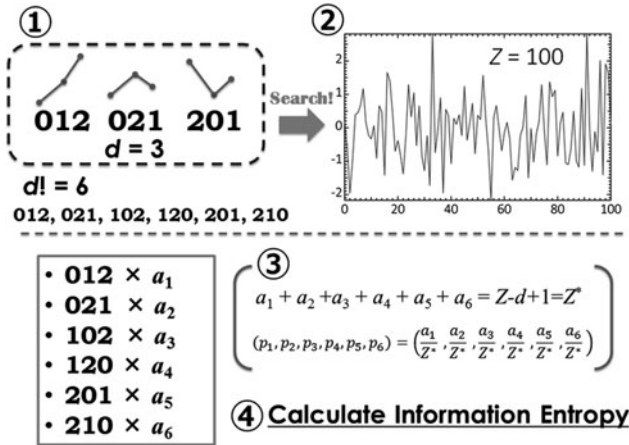 ①
012 021 201
d = 3
d! = 6
012, 021, 102, 120, 201, 210
Search!
②
Z = 100
2
1
0
-1
-2
0 20 40 60 80 100
• 012 × a₁
• 021 × a₂
• 102 × a₃
• 120 × a₄
• 201 × a₅
• 210 × a₆
③
a₁ + a₂ +a₃ + a₄ + a₅ + a₆ = Z-d+1=Z*
(p₁, p₂, p₃, p₄, p₅, p₆) = (a₁/Z*, a₂/Z*, a₃/Z*, a₄/Z*, a₅/Z*, a₆/Z*)
④ Calculate Information Entropy